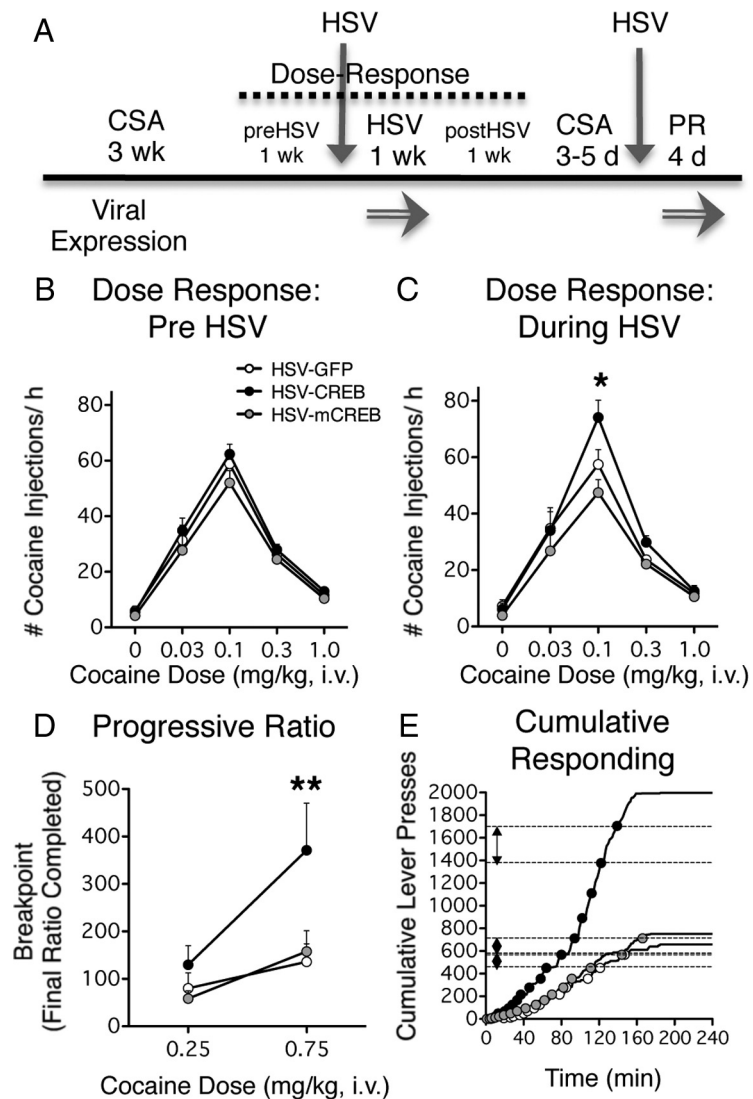 A
HSV HSV
Dose-Response
CSA preHSV HSV postHSV CSA PR
3 wk 1 wk 1 wk 1 wk 3-5 d 4 d
Viral
Expression
B Dose Response:
Pre HSV
HSV-GFP
HSV-CREB
HSV-mCREB
# Cocaine Injections/ h
80
60
40
20
0
0 0.03 0.1 0.3 1.0
Cocaine Dose (mg/kg, i.v.)
C Dose Response:
During HSV
*
# Cocaine Injections/ h
80
60
40
20
0
0 0.03 0.1 0.3 1.0
Cocaine Dose (mg/kg, i.v.)
D Progressive Ratio
**
Breakpoint
(Final Ratio Completed)
500
400
300
200
100
0
0.25 0.75
Cocaine Dose (mg/kg, i.v.)
E Cumulative
Responding
Cumulative Lever Presses
2000
1800
1600
1400
1200
1000
800
600
400
200
0
0 40 80 120 160 200 240
Time (min)